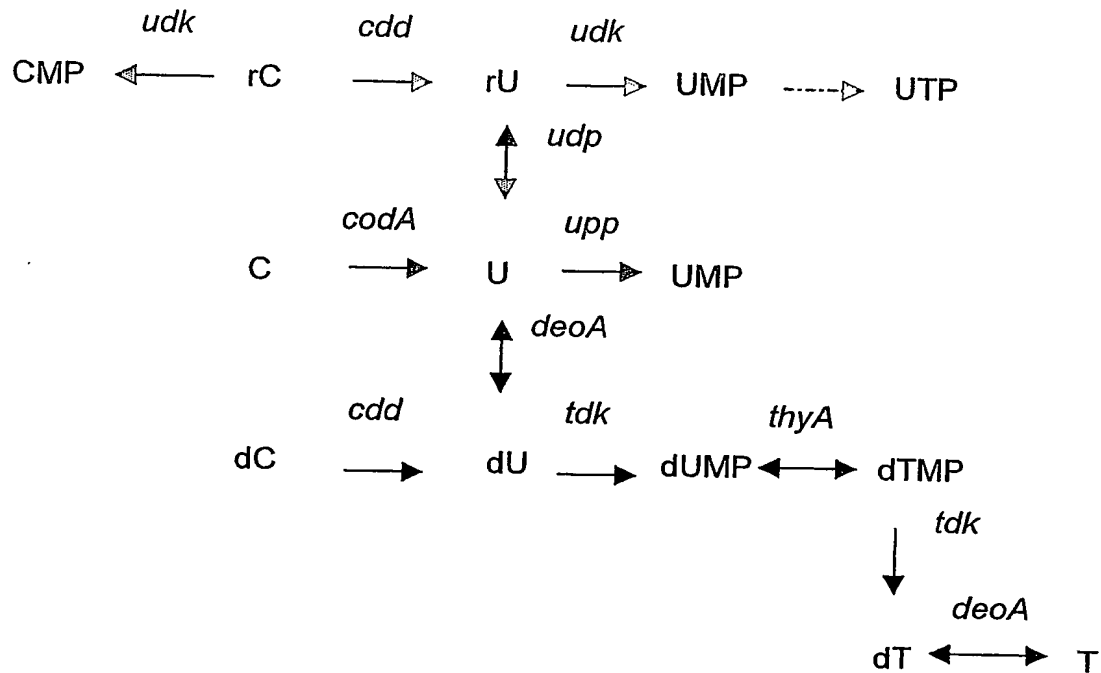 udk cdd udk
CMP rC rU UMP UTP
udp
codA upp
C U UMP
deoA
cdd tdk thyA
dC dU dUMP dTMP
tdk
deoA
dT T